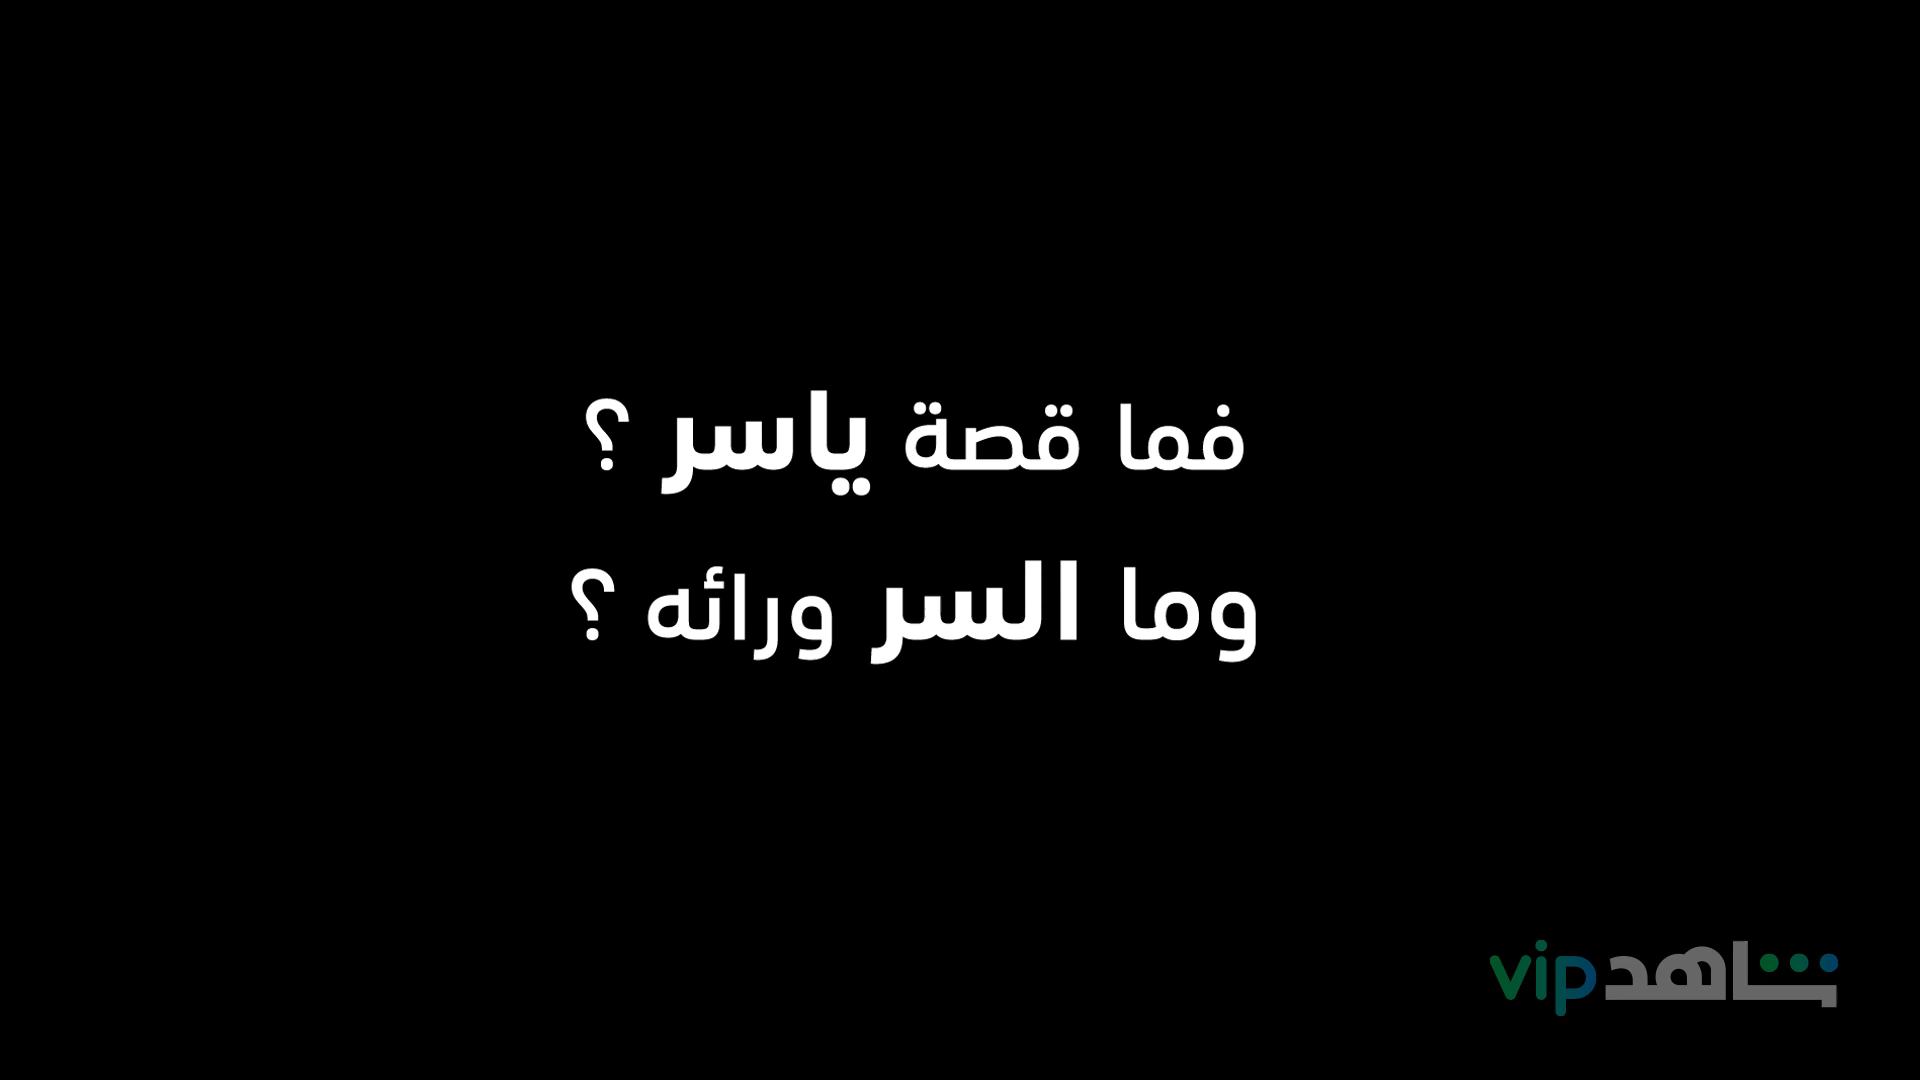 فما قصة ياسر ؟
وما السر ورائه ؟
شاهد vip